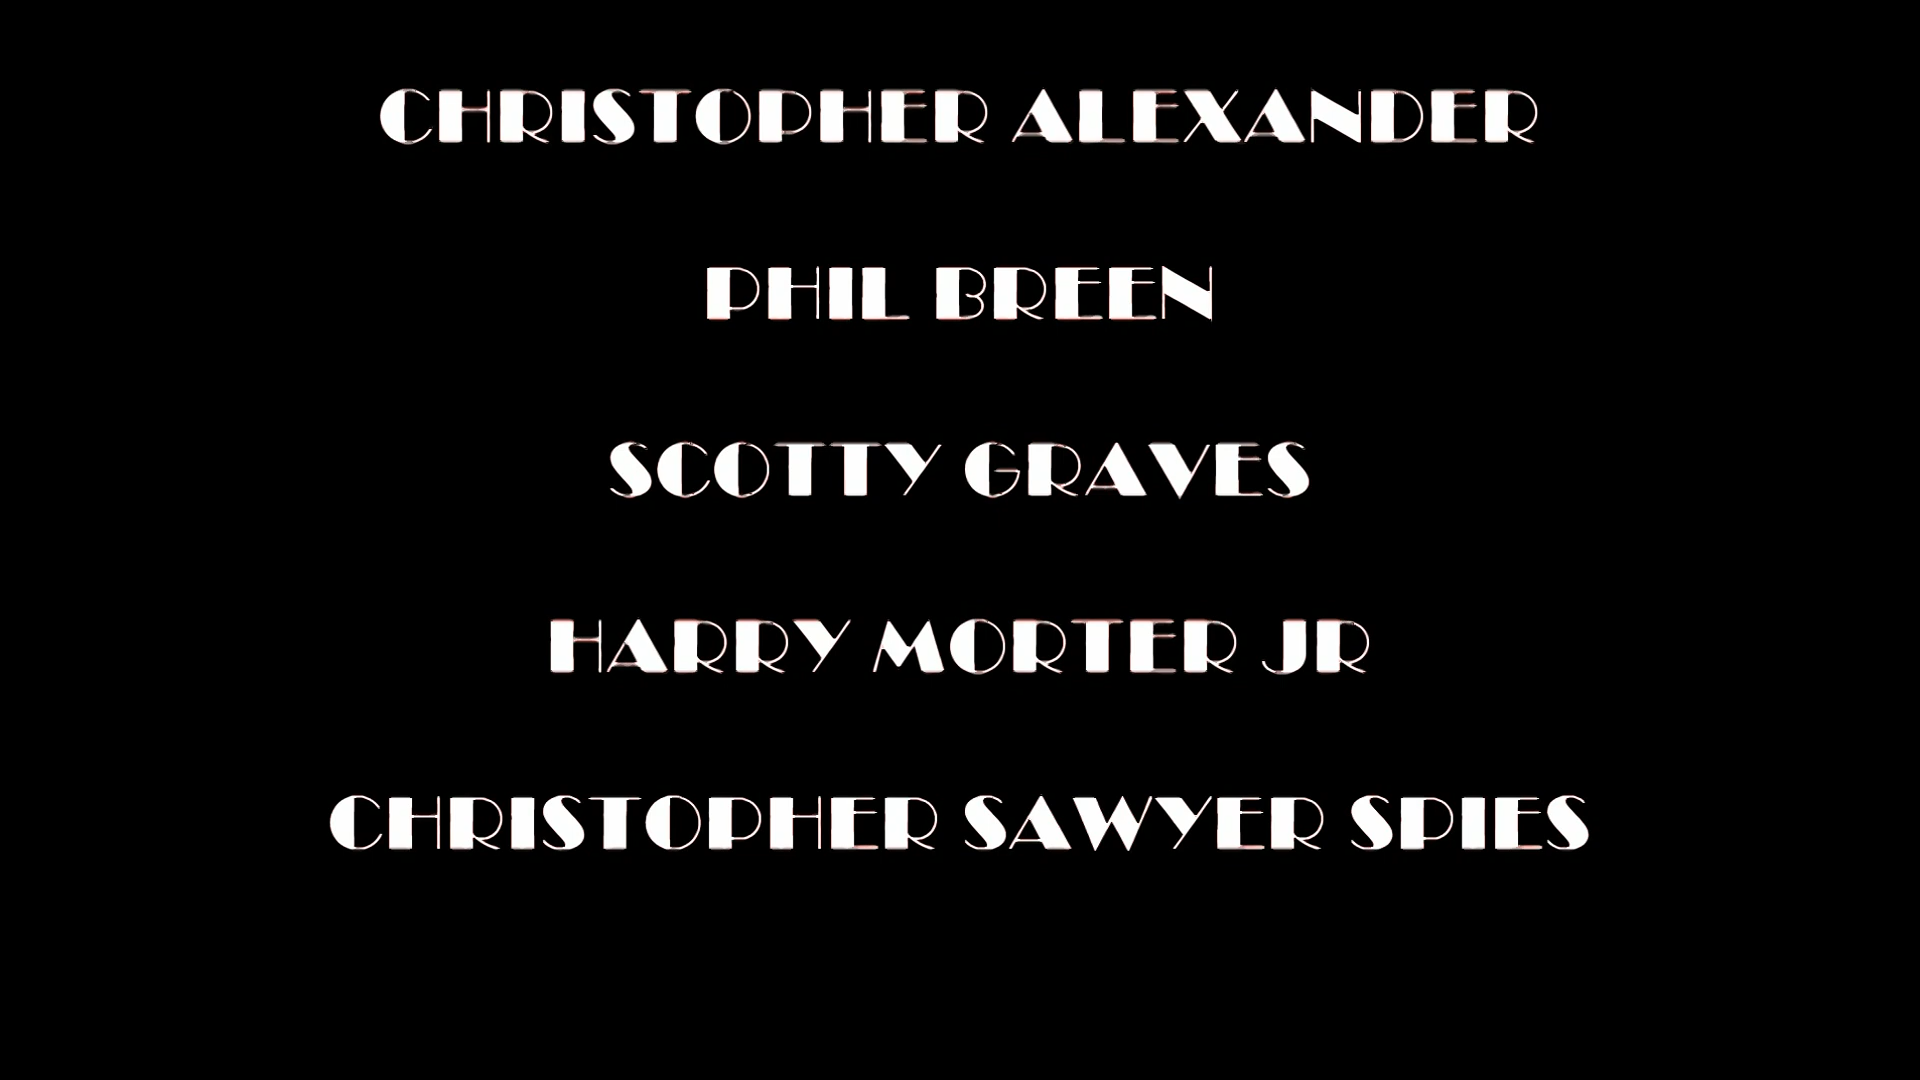 CHRISTOPHER ALEXANDER
PHIL BREEN
SCOTTY GRAVES
HARRY MORTER JR
CHRISTOPHER SAWYER SPIES